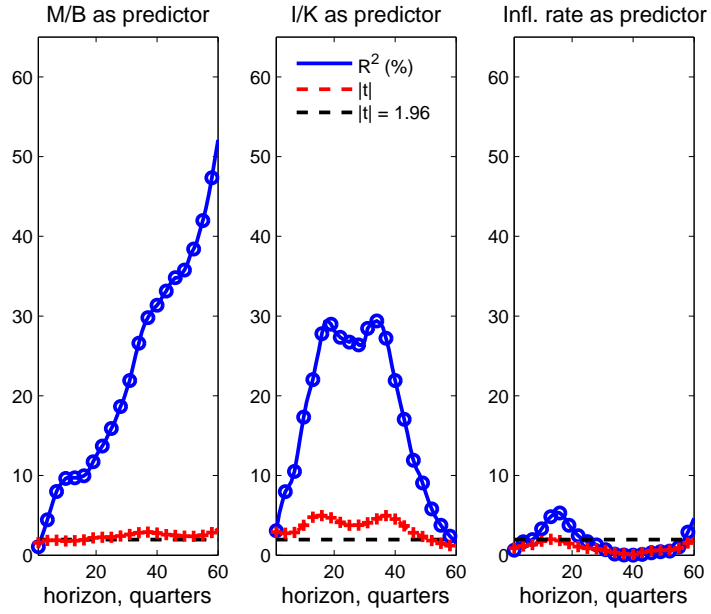 M/B as predictor
I/K as predictor
Infl. rate as predictor
60
50
40
30
20
10
0
20 40 60
horizon, quarters
R² (%)
|t|
|t| = 1.96
60
50
40
30
20
10
0
20 40 60
horizon, quarters
60
50
40
30
20
10
0
20 40 60
horizon, quarters